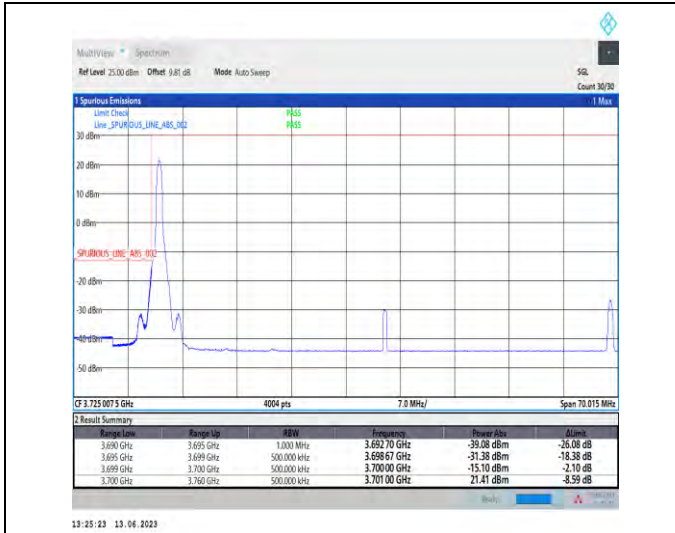 MultiView Spectrum
Ref Level 25.00 dBm Offset 9.81 dB Mode Auto Sweep SGL
Count 30/30
1 Spurious Emissions 1 Max
Limit Check PASS
Line _SPURIOUS_LINE_ABS_002 PASS
30 dBm
20 dBm
10 dBm
0 dBm
_SPURIOUS_LINE_ABS_002
-20 dBm
-30 dBm
-40 dBm
-50 dBm
CF 3.725 007 5 GHz 4004 pts 7.0 MHz/ Span 70.015 MHz
2 Result Summary
Range Low Range Up RBW Frequency Power Abs ΔLimit
3.690 GHz 3.695 GHz 1.000 MHz 3.692 70 GHz -39.08 dBm -26.08 dB
3.695 GHz 3.699 GHz 500.000 kHz 3.698 67 GHz -31.38 dBm -18.38 dB
3.699 GHz 3.700 GHz 500.000 kHz 3.700 00 GHz -15.10 dBm -2.10 dB
3.700 GHz 3.760 GHz 500.000 kHz 3.701 00 GHz 21.41 dBm -8.59 dB
Ready
13:25:23 13.06.2023